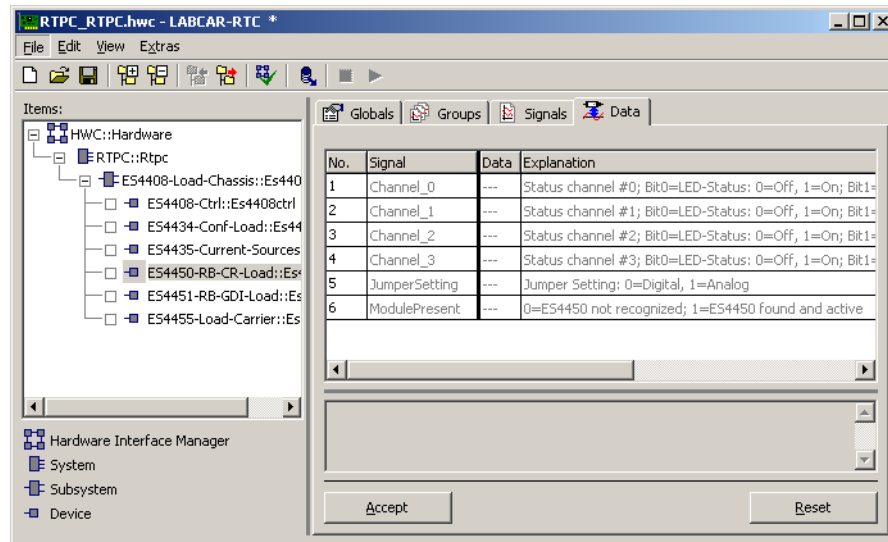 RTPC_RTPC.hwc - LABCAR-RTC *
File Edit View Extras
Items:
HWC::Hardware
RTPC::Rtpc
ES4408-Load-Chassis::Es440
ES4408-Ctrl::Es4408ctrl
ES4434-Conf-Load::Es44
ES4435-Current-Sources
ES4450-RB-CR-Load::Es4
ES4451-RB-GDI-Load::Es
ES4455-Load-Carrier::Es
Hardware Interface Manager
System
Subsystem
Device
Globals Groups Signals Data
No. Signal Data Explanation
1 Channel_0 --- Status channel #0; Bit0=LED-Status: 0=Off, 1=On; Bit1=
2 Channel_1 --- Status channel #1; Bit0=LED-Status: 0=Off, 1=On; Bit1=
3 Channel_2 --- Status channel #2; Bit0=LED-Status: 0=Off, 1=On; Bit1=
4 Channel_3 --- Status channel #3; Bit0=LED-Status: 0=Off, 1=On; Bit1=
5 JumperSetting --- Jumper Setting: 0=Digital, 1=Analog
6 ModulePresent --- 0=ES4450 not recognized; 1=ES4450 found and active
Accept Reset